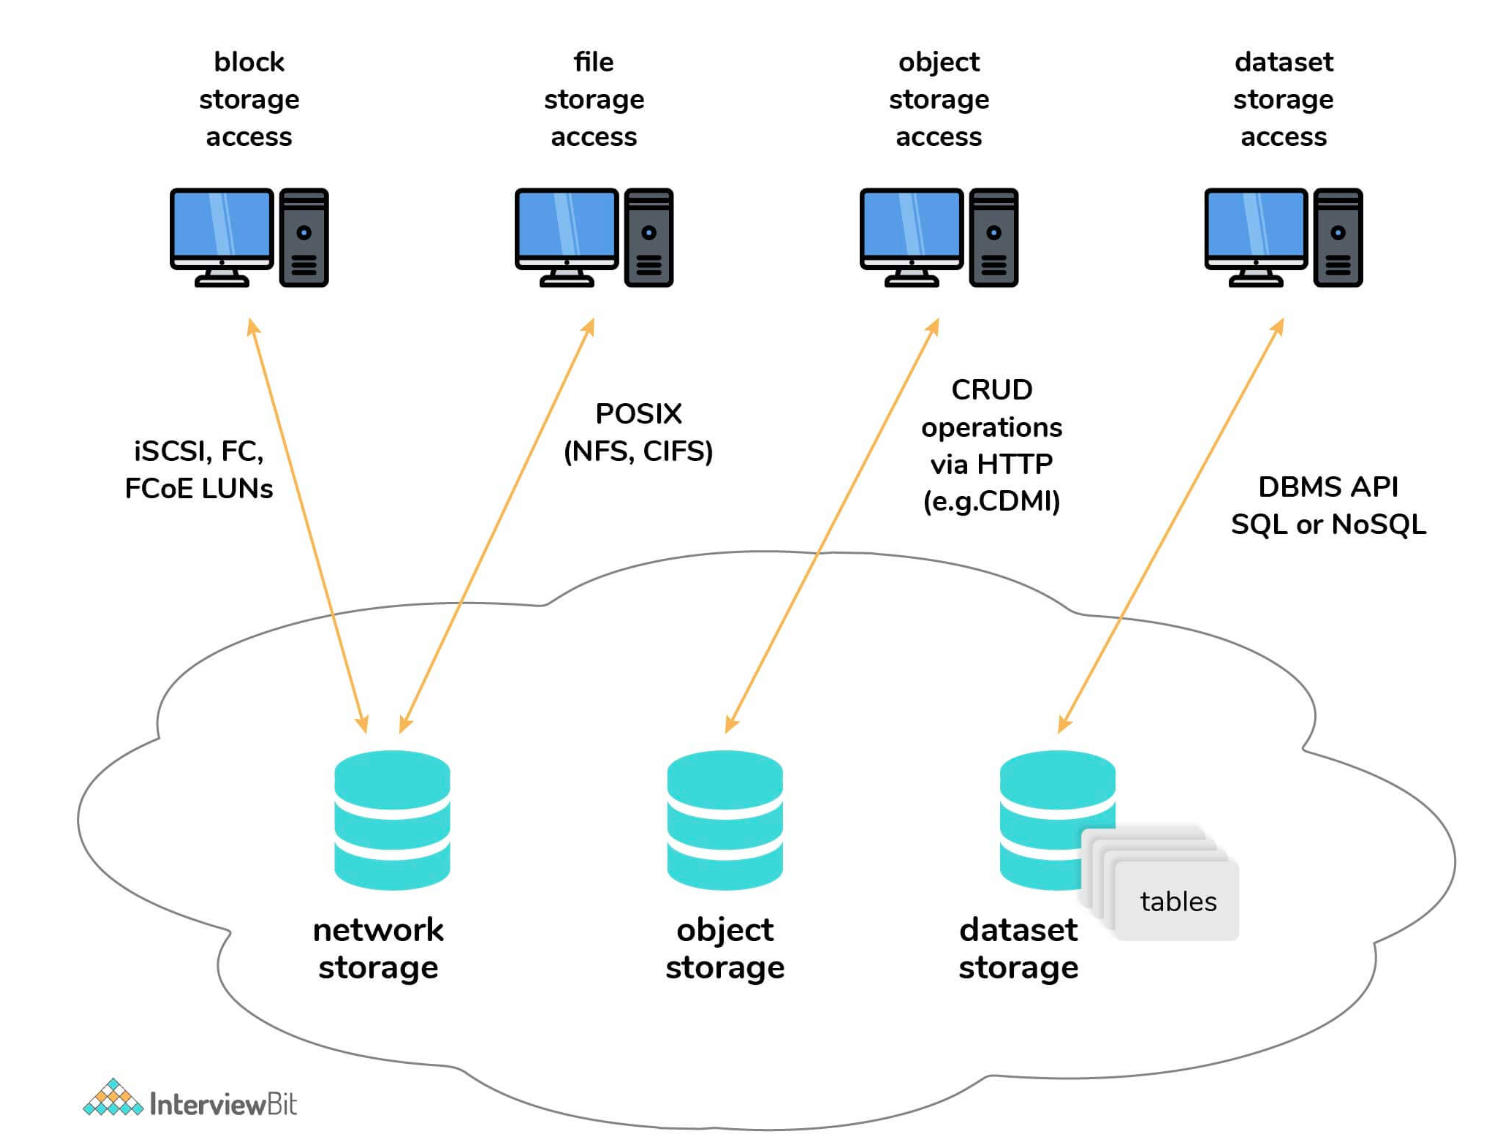 block
storage
access
file
storage
access
object
storage
access
dataset
storage
access
iSCSI, FC,
FCoE LUNs
POSIX
(NFS, CIFS)
CRUD
operations
via HTTP
(e.g.CDMI)
DBMS API
SQL or NoSQL
network
storage
object
storage
dataset
storage
tables
InterviewBit